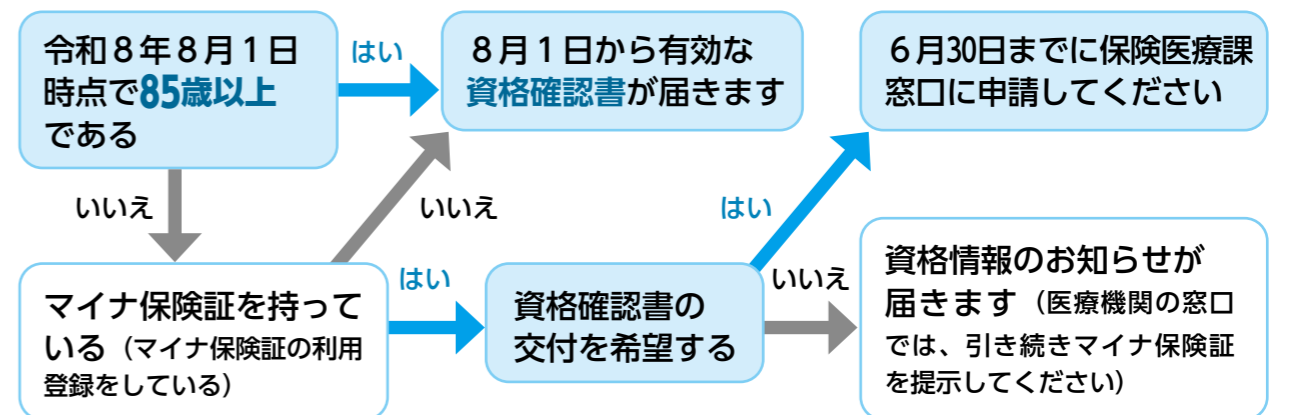 令和８年８月１日
時点で85歳以上
である
はい
８月１日から有効な
資格確認書が届きます
６月30日までに保険医療課
窓口に申請してください
いいえ
いいえ
はい
マイナ保険証を持って
いる（マイナ保険証の利用
登録をしている）
はい
資格確認書の
交付を希望する
いいえ
資格情報のお知らせが
届きます（医療機関の窓口
では、引き続きマイナ保険証
を提示してください）